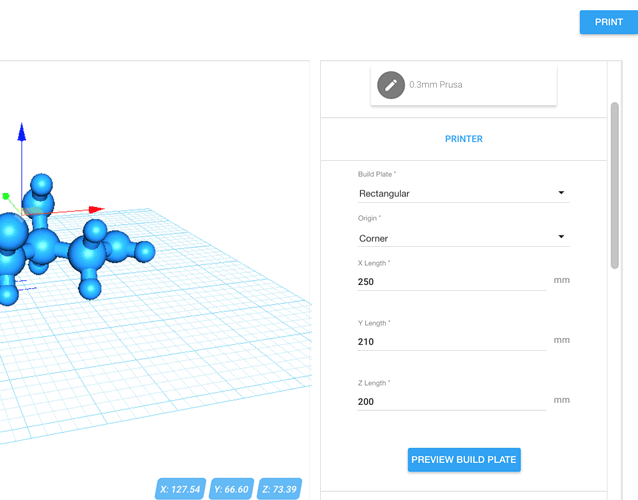 PRINT
0.3mm Prusa
PRINTER
Build Plate *
Rectangular
Origin *
Corner
X Length *
250 mm
Y Length *
210 mm
Z Length *
200 mm
PREVIEW BUILD PLATE
X: 127.54 Y: 66.60 Z: 73.39